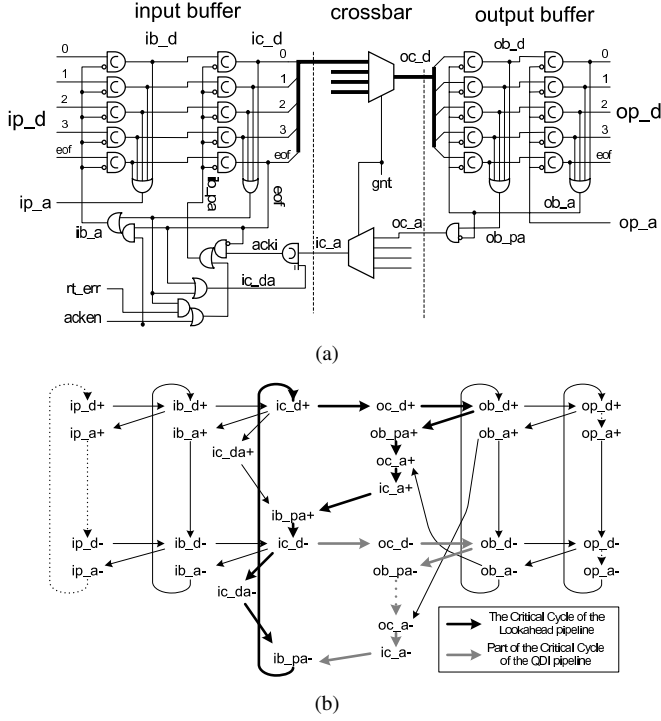 input buffer crossbar output buffer
ib_d ic_d oc_d ob_d
0 0 0
1 1 1
2 2 2
ip_d op_d
3 3 3
eof eof eof
ip_a ib_pa eof gnt
ib_a acki ic_a oc_a ob_pa ob_a op_a
rt_err ic_da
acken
(a)
ip_d+ ib_d+ ic_d+ oc_d+ ob_d+ op_d+
ip_a+ ib_a+ ob_pa+ ob_a+ op_a+
ic_da+ oc_a+
ic_a+
ib_pa+
ip_d- ib_d- ic_d- oc_d- ob_d- op_d-
ip_a- ib_a- ob_pa- ob_a- op_a-
ic_da-
oc_a-
ib_pa- ic_a-
The Critical Cycle of the
Lookahead pipeline
Part of the Critical Cycle
of the QDI pipeline
(b)